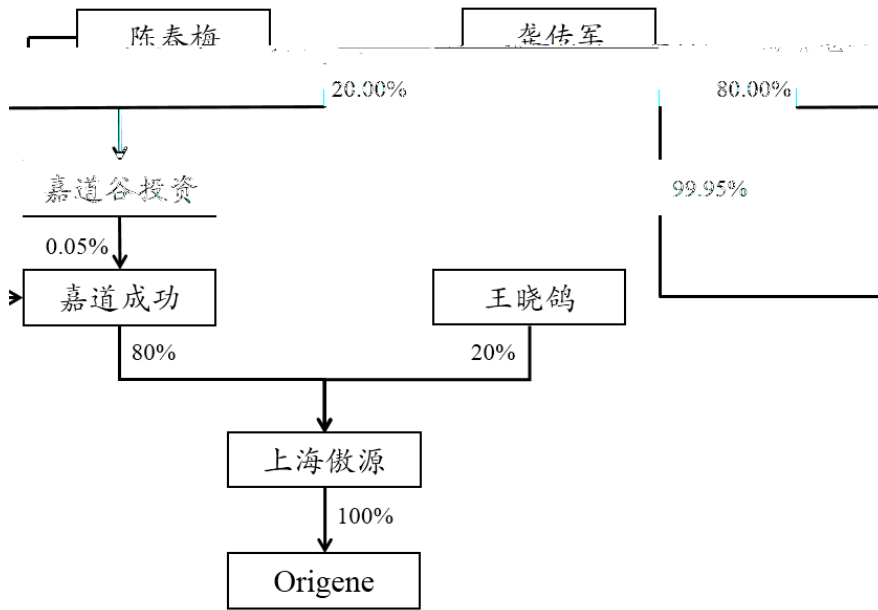 陈春梅
龚传军
20.00%
80.00%
嘉道谷投资
99.95%
0.05%
嘉道成功
王晓鸽
80%
20%
上海傲源
100%
Origene